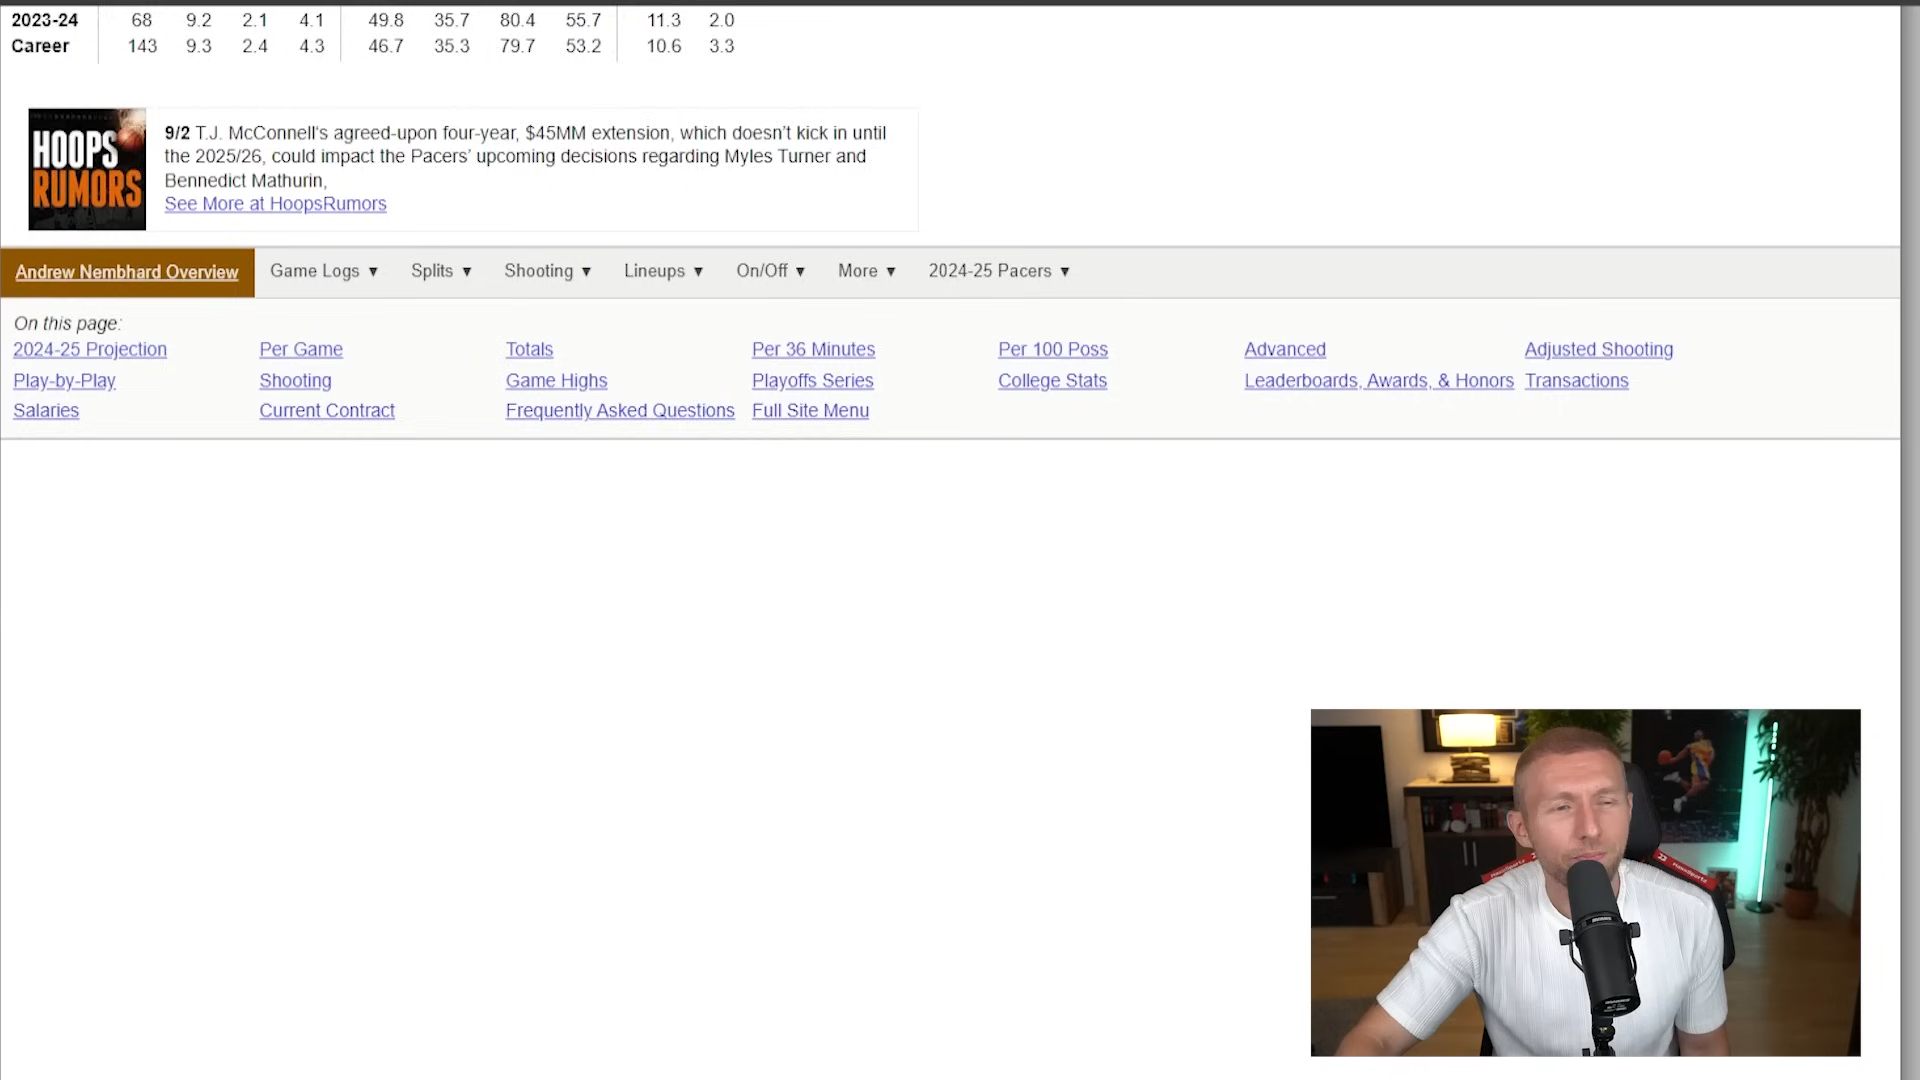 2023-24 68 9.2 2.1 4.1 49.8 35.7 80.4 55.7 11.3 2.0
Career 143 9.3 2.4 4.3 46.7 35.3 79.7 53.2 10.6 3.3
HOOPS
RUMORS
9/2 T.J. McConnell's agreed-upon four-year, $45MM extension, which doesn't kick in until
the 2025/26, could impact the Pacers' upcoming decisions regarding Myles Turner and
Bennedict Mathurin,
See More at HoopsRumors
Andrew Nembhard Overview Game Logs ▼ Splits ▼ Shooting ▼ Lineups ▼ On/Off ▼ More ▼ 2024-25 Pacers ▼
On this page:
2024-25 Projection Per Game Totals Per 36 Minutes Per 100 Poss Advanced Adjusted Shooting
Play-by-Play Shooting Game Highs Playoffs Series College Stats Leaderboards, Awards, & Honors Transactions
Salaries Current Contract Frequently Asked Questions Full Site Menu